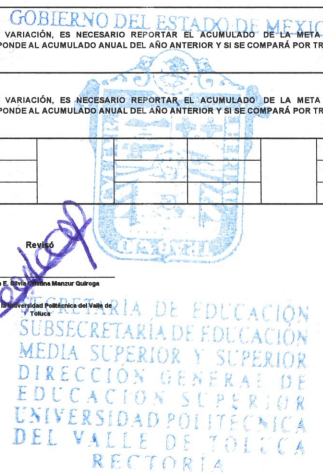 GOBIERNO DEL ESTADO DE MÉXIC
VARIACIÓN, ES NECESARIO REPORTAR EL ACUMULADO DE LA META
PONDE AL ACUMULADO ANUAL DEL AÑO ANTERIOR Y SI SE COMPARÁ POR TR
VARIACIÓN, ES NECESARIO REPORTAR EL ACUMULADO DE LA META
PONDE AL ACUMULADO ANUAL DEL AÑO ANTERIOR Y SI SE COMPARÁ POR TR
Revisó
E. Silvia Cristina Manzur Quiroga
la Universidad Politécnica del Valle de
Toluca
SECRETARÍA DE EDUCACIÓN
SUBSECRETARÍA DE EDUCACIÓN
MEDIA SUPERIOR Y SUPERIOR
DIRECCIÓN GENERAL DE
EDUCACIÓN SUPERIOR
UNIVERSIDAD POLITÉCNICA
DEL VALLE DE TOLUCA
RECTORÍA